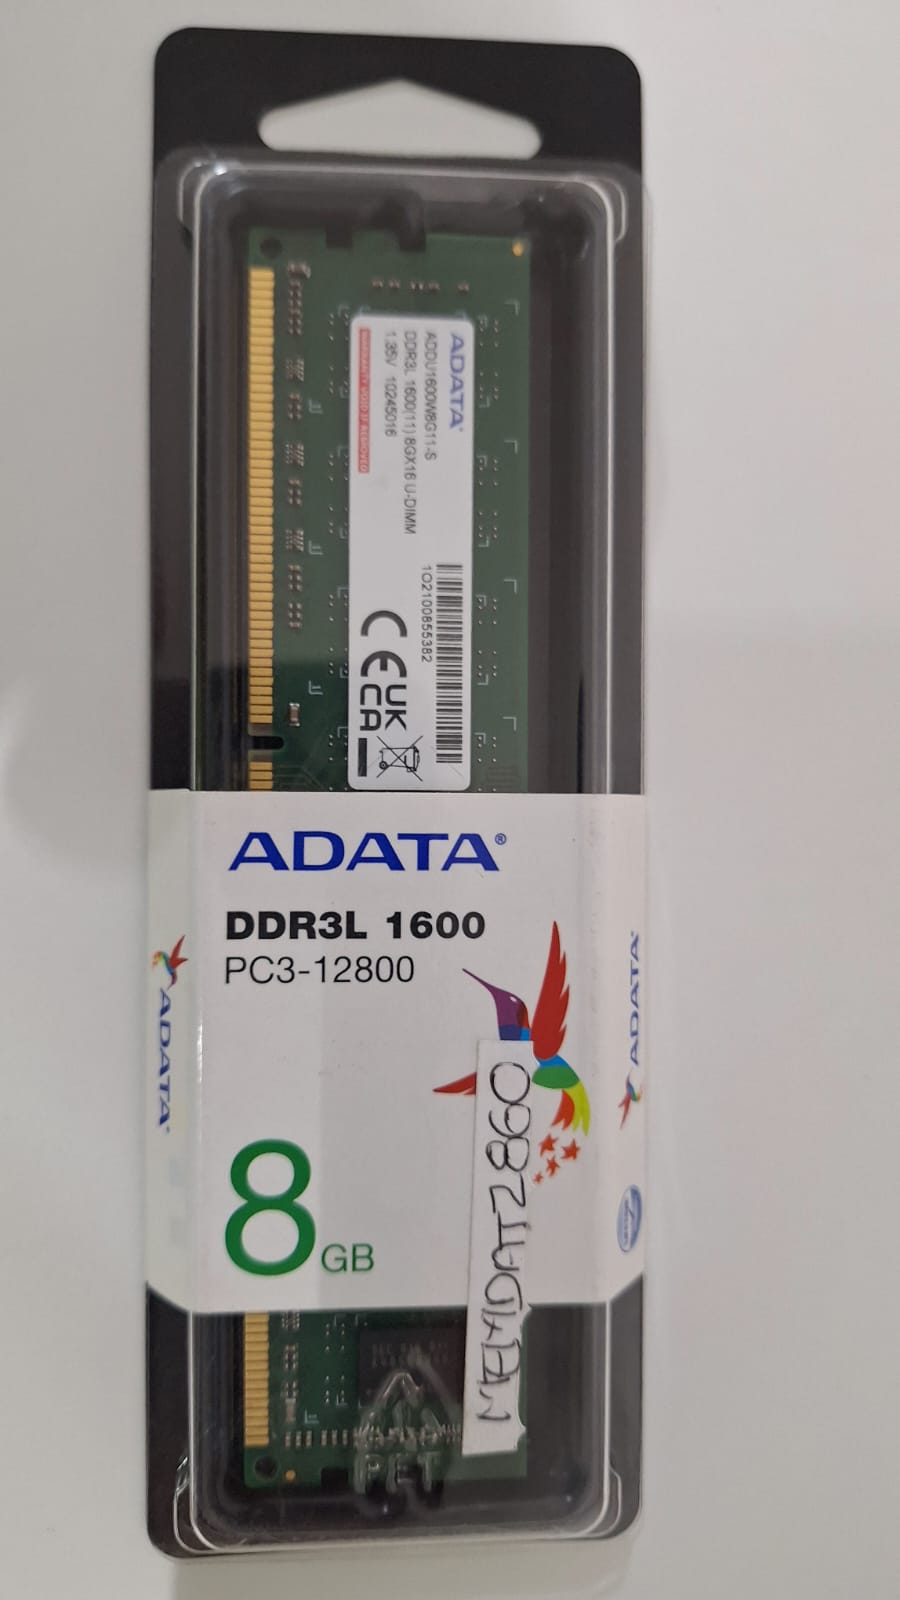 ADATA
ADDU1600W8G11-S
DDR3L 1600(11) 8GX16 U-DIMM
1.35V 10245016
WARRANTY VOID IF REMOVED
1O2100855382
CE
UK
CA
ADATA®
DDR3L 1600
PC3-12800
8GB
ADATA
ADATA
PET